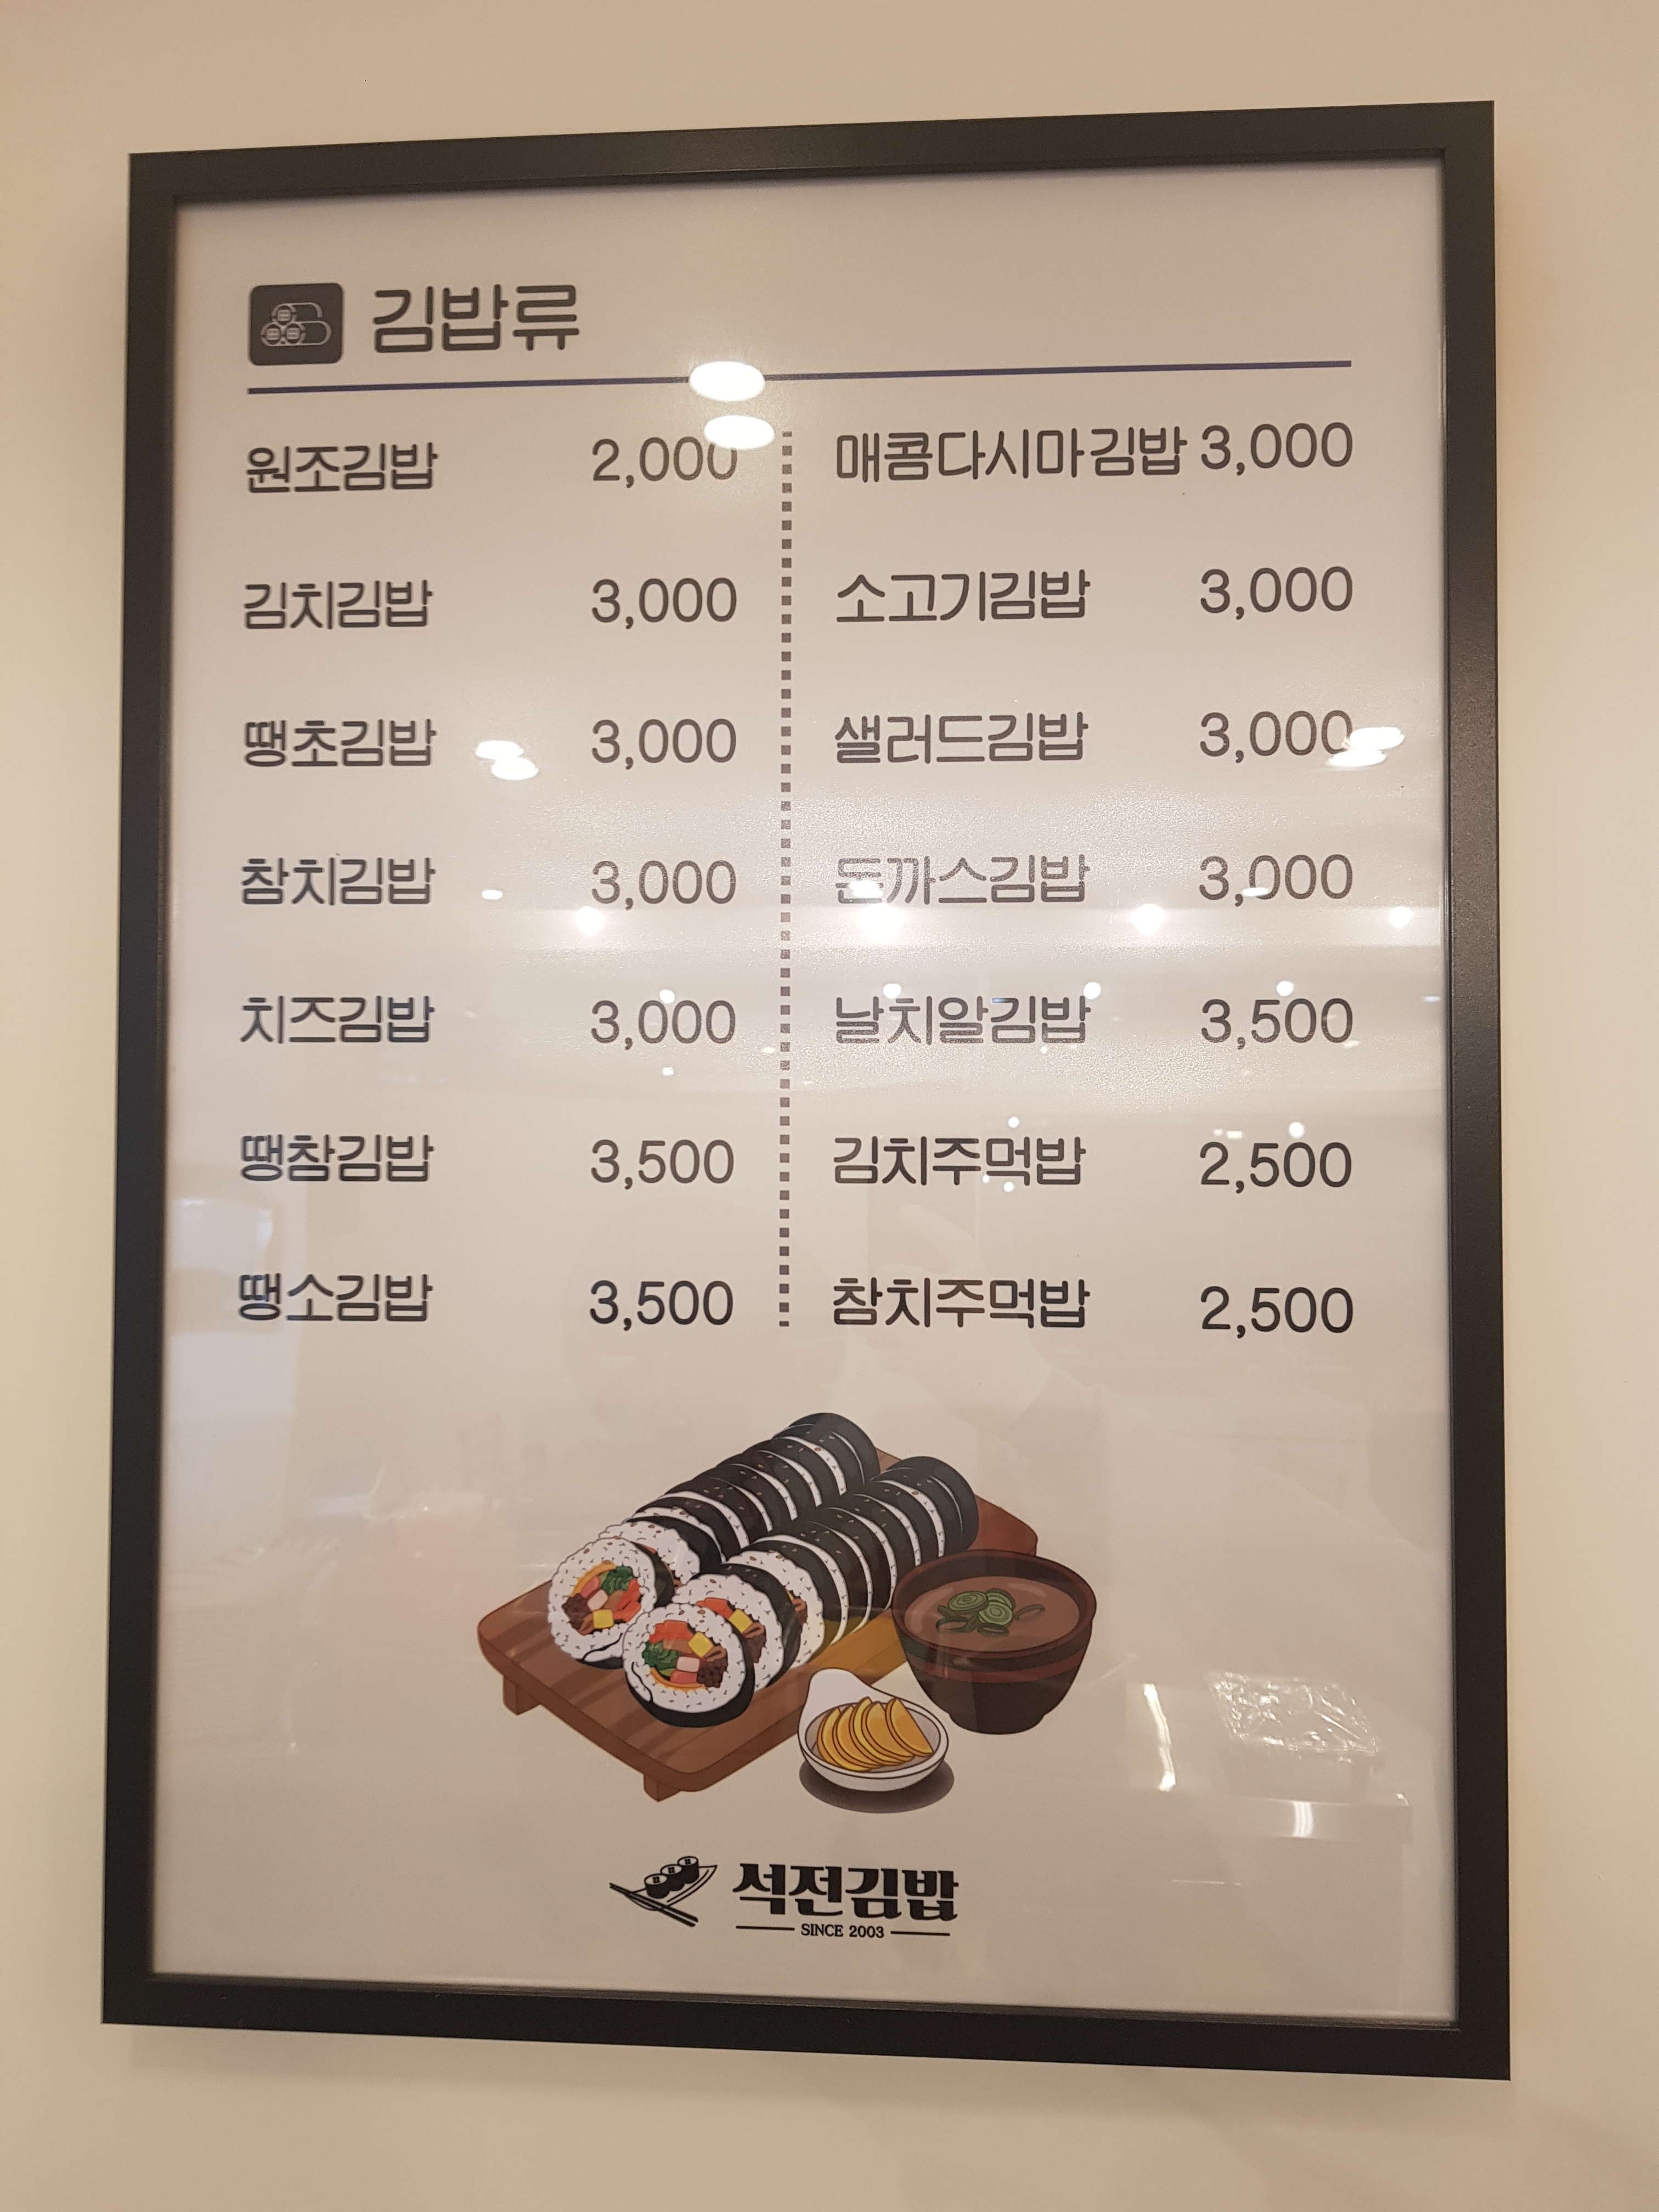 김밥류
원조김밥 2,000
김치김밥 3,000
땡초김밥 3,000
참치김밥 3,000
치즈김밥 3,000
땡참김밥 3,500
땡소김밥 3,500
매콤다시마김밥 3,000
소고기김밥 3,000
샐러드김밥 3,000
돈까스김밥 3,000
날치알김밥 3,500
김치주먹밥 2,500
참치주먹밥 2,500
석전김밥
SINCE 2003